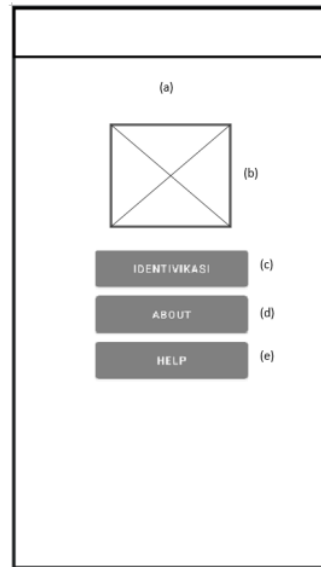 (a)
(b)
IDENTIVIKASI (c)
ABOUT (d)
HELP (e)